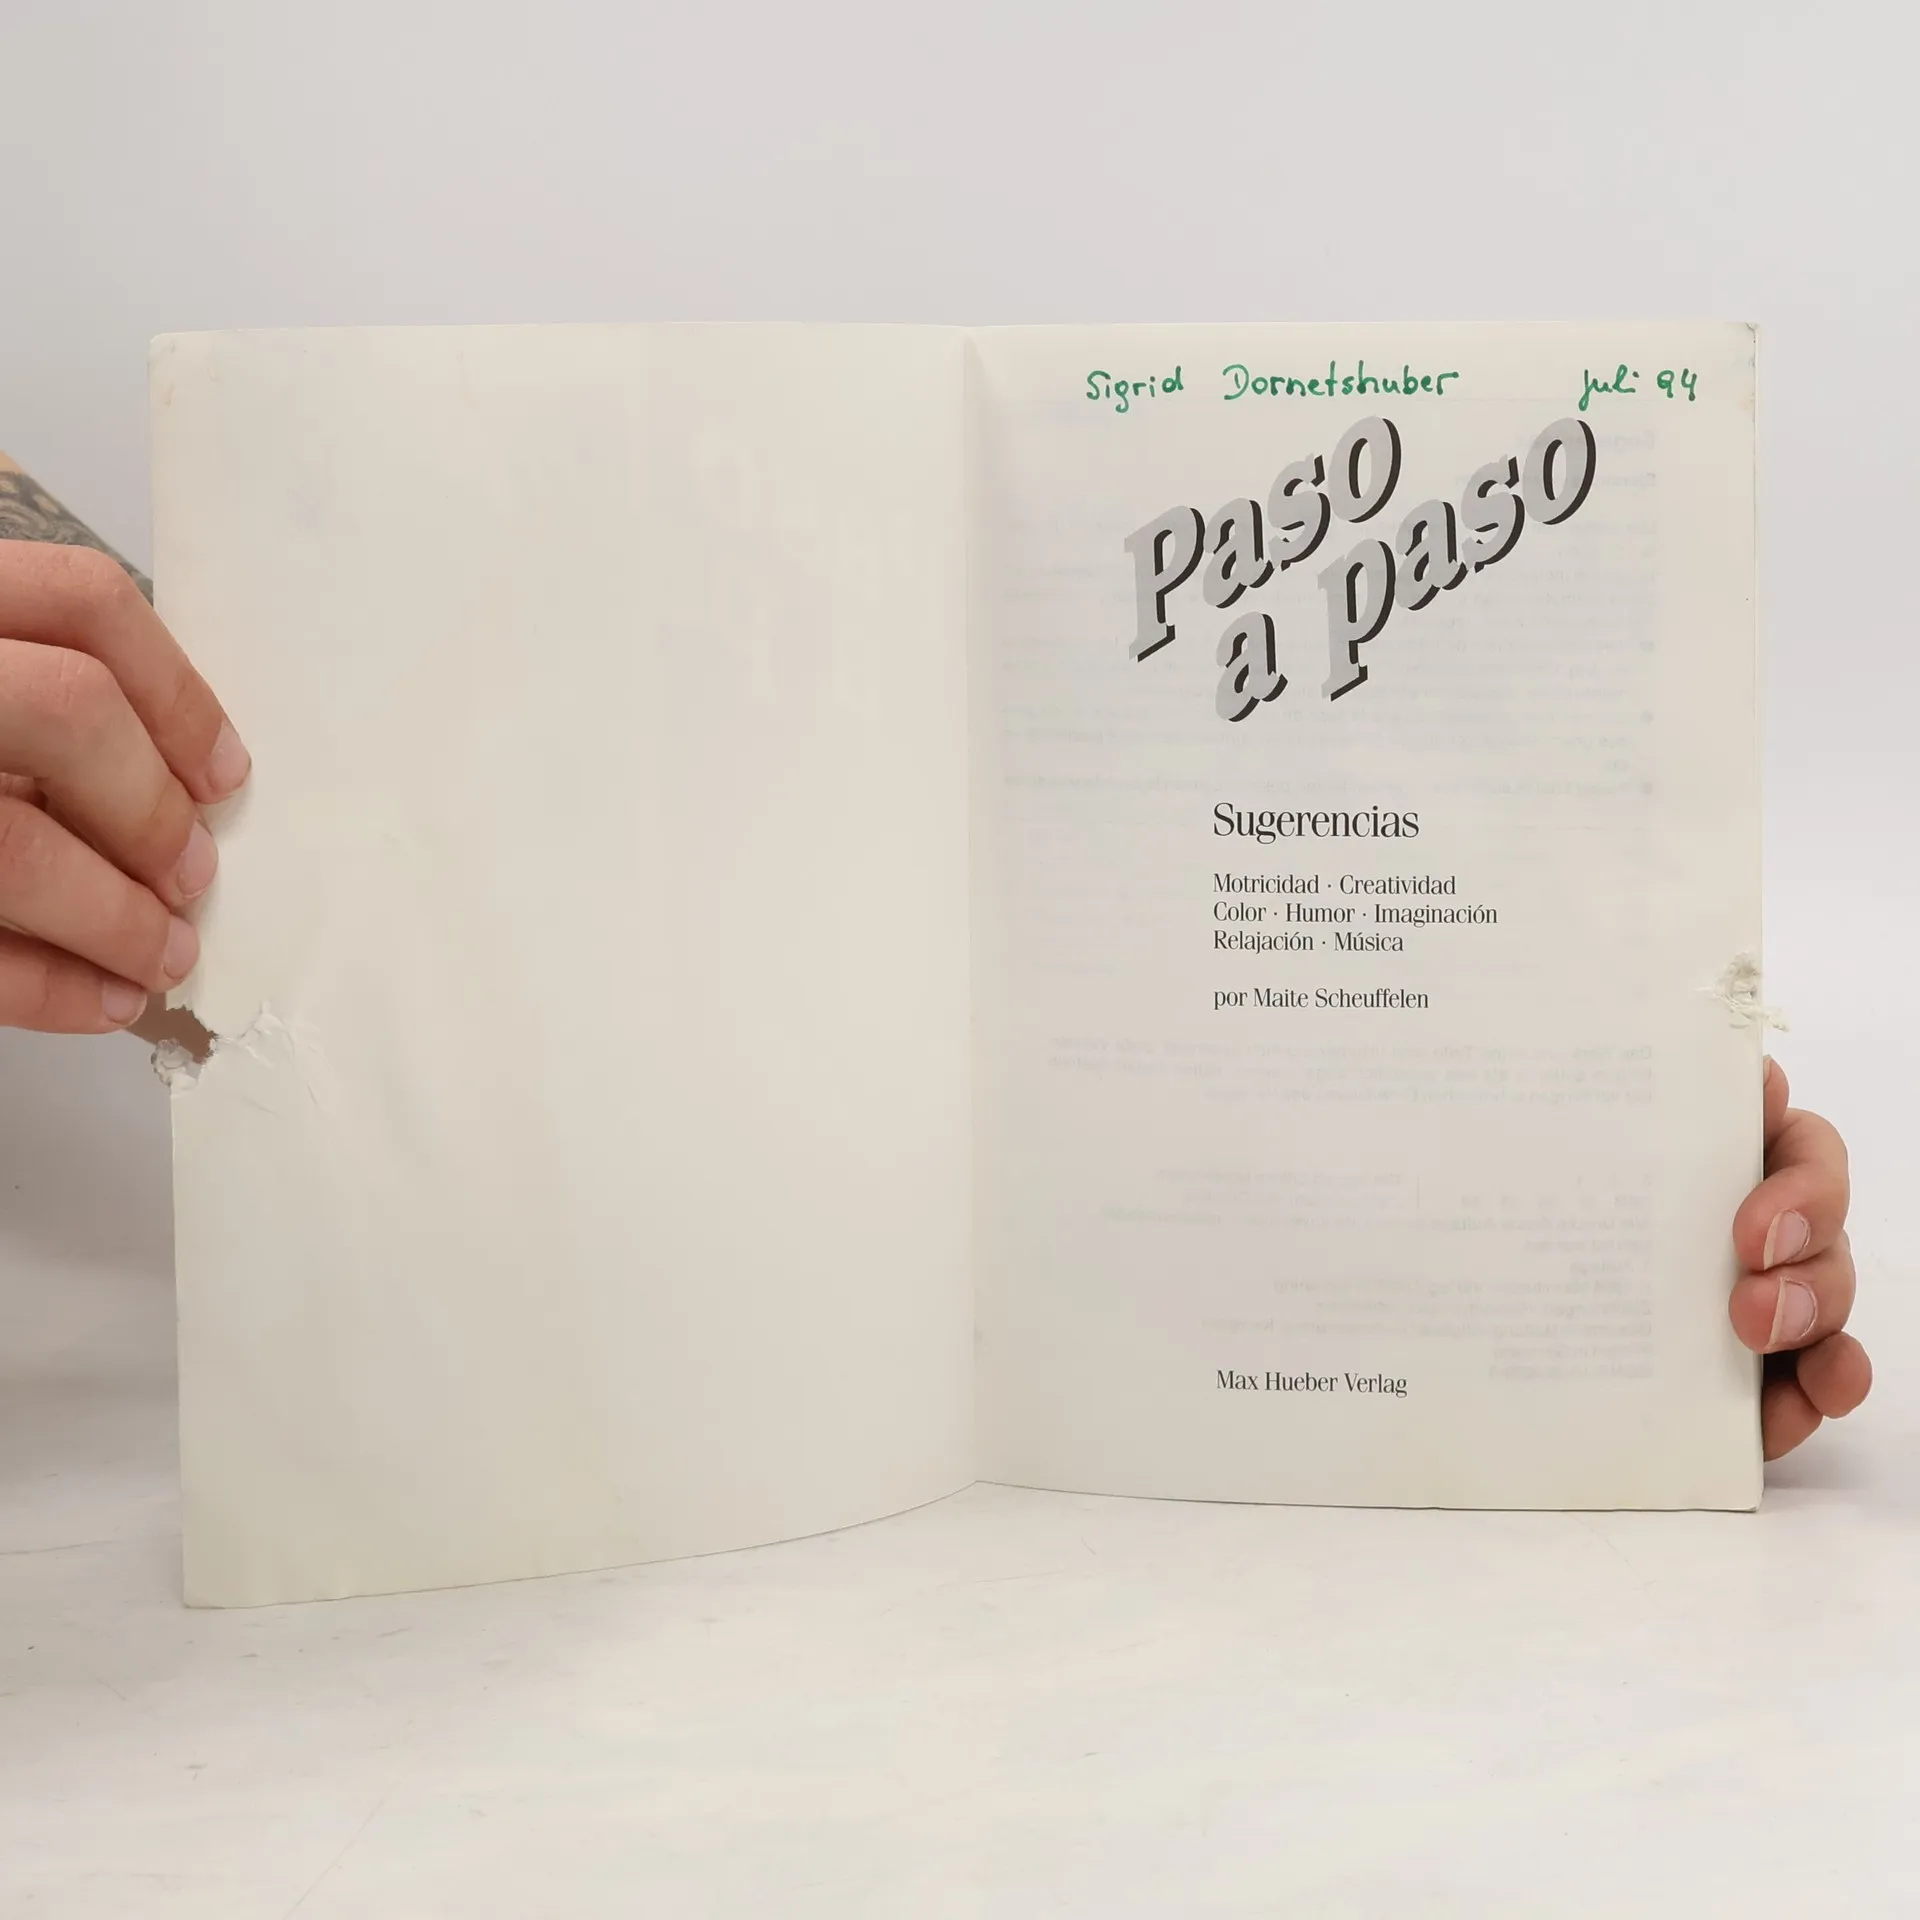 Sigrid Dornetshuber Juli 94
Paso
a Paso
Sugerencias
Motricidad · Creatividad
Color · Humor · Imaginación
Relajación · Música
por Maite Scheuffelen
Max Hueber Verlag